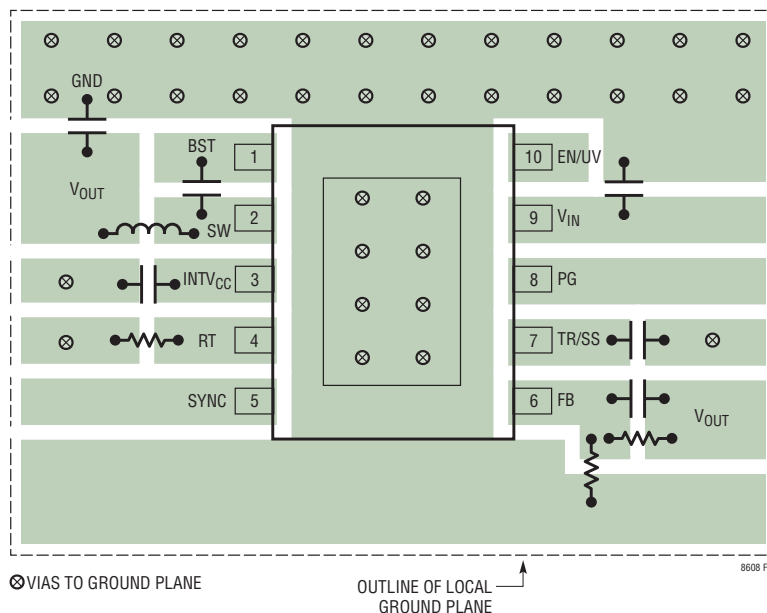 GND
BST
1
10 EN/UV
VOUT
2
SW
9 VIN
INTVCC 3
8 PG
RT 4
7 TR/SS
SYNC 5
6 FB
VOUT
8608 F
VIAS TO GROUND PLANE
OUTLINE OF LOCAL
GROUND PLANE